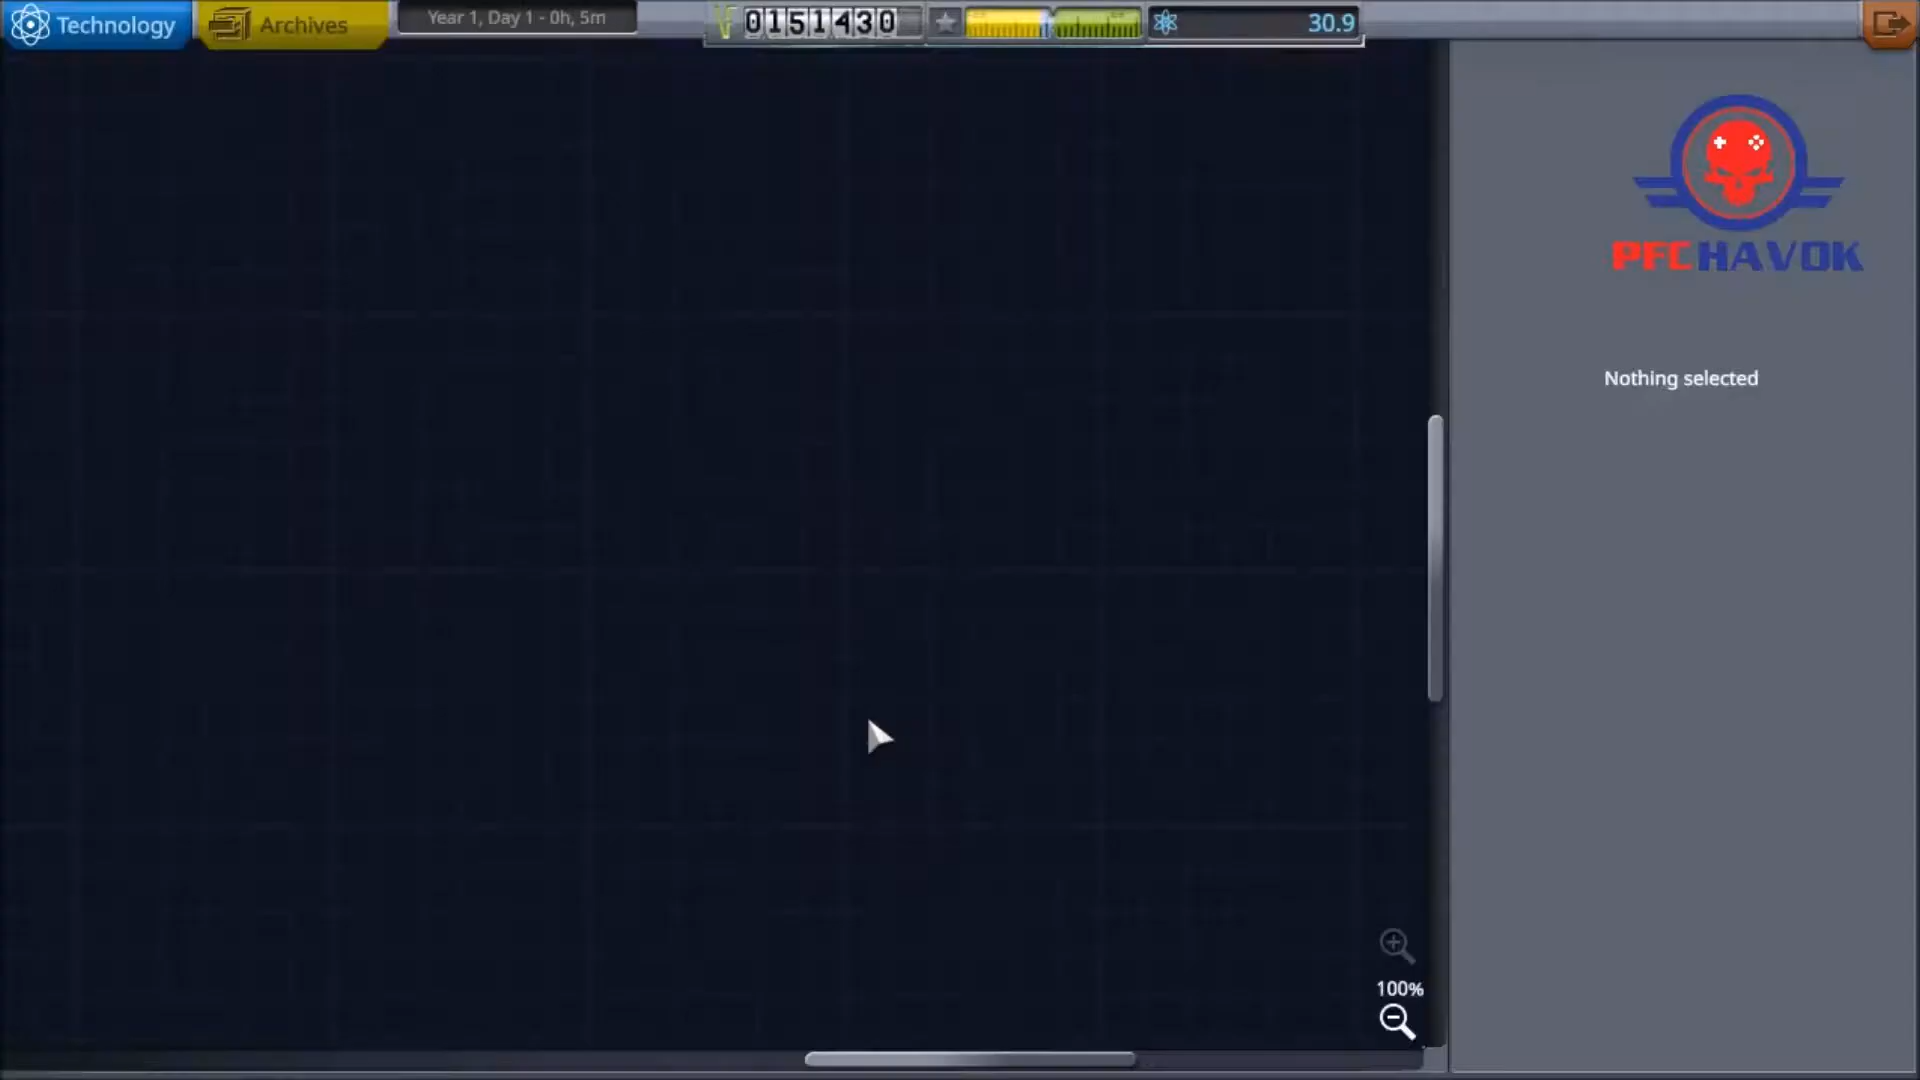 Technology
Archives
Year 1, Day 1 - 0h, 5m
0151430
30.9
PFCHAVOK
Nothing selected
100%